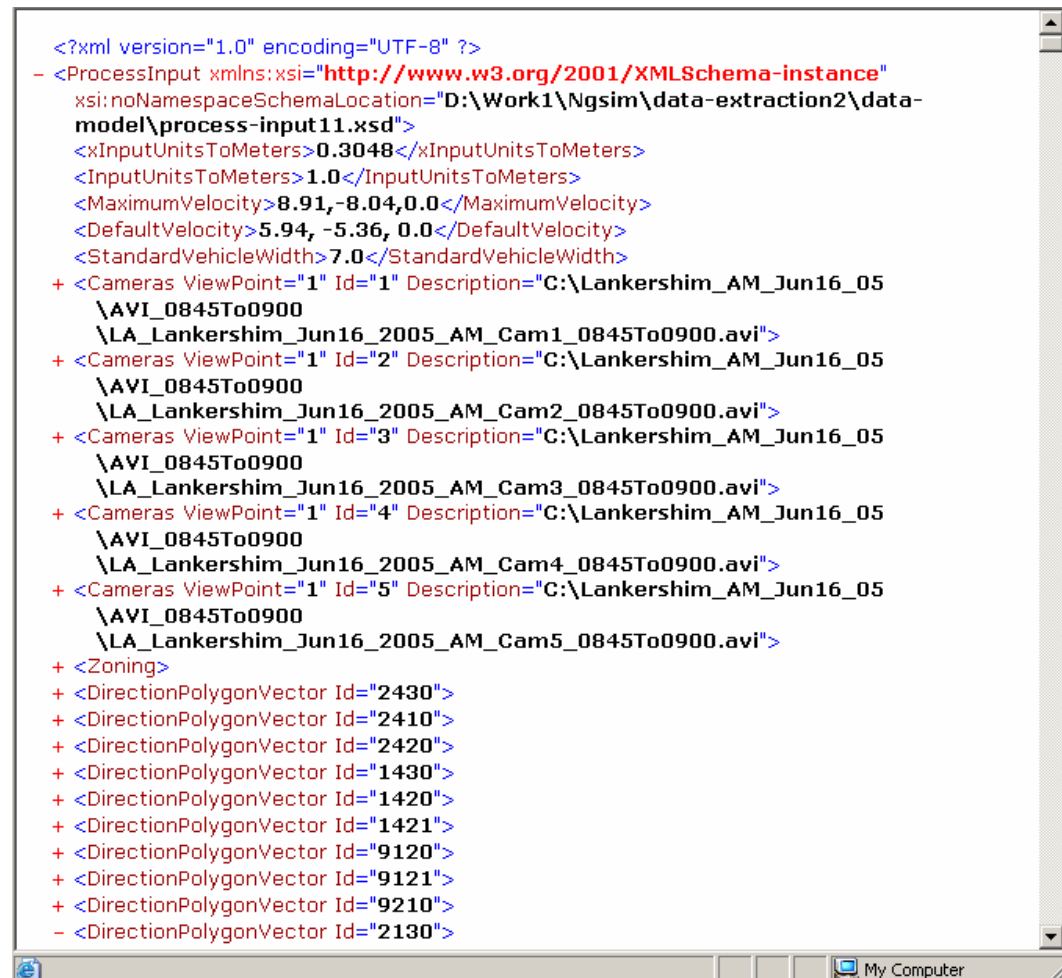 <?xml version="1.0" encoding="UTF-8" ?>
- <ProcessInput xmlns:xsi="http://www.w3.org/2001/XMLSchema-instance"
xsi:noNamespaceSchemaLocation="D:\Work1\Ngsim\data-extraction2\data-
model\process-input11.xsd">
<xInputUnitsToMeters>0.3048</xInputUnitsToMeters>
<InputUnitsToMeters>1.0</InputUnitsToMeters>
<MaximumVelocity>8.91,-8.04,0.0</MaximumVelocity>
<DefaultVelocity>5.94, -5.36, 0.0</DefaultVelocity>
<StandardVehicleWidth>7.0</StandardVehicleWidth>
+ <Cameras ViewPoint="1" Id="1" Description="C:\Lankershim_AM_Jun16_05
\AVI_0845To0900
\LA_Lankershim_Jun16_2005_AM_Cam1_0845To0900.avi">
+ <Cameras ViewPoint="1" Id="2" Description="C:\Lankershim_AM_Jun16_05
\AVI_0845To0900
\LA_Lankershim_Jun16_2005_AM_Cam2_0845To0900.avi">
+ <Cameras ViewPoint="1" Id="3" Description="C:\Lankershim_AM_Jun16_05
\AVI_0845To0900
\LA_Lankershim_Jun16_2005_AM_Cam3_0845To0900.avi">
+ <Cameras ViewPoint="1" Id="4" Description="C:\Lankershim_AM_Jun16_05
\AVI_0845To0900
\LA_Lankershim_Jun16_2005_AM_Cam4_0845To0900.avi">
+ <Cameras ViewPoint="1" Id="5" Description="C:\Lankershim_AM_Jun16_05
\AVI_0845To0900
\LA_Lankershim_Jun16_2005_AM_Cam5_0845To0900.avi">
+ <Zoning>
+ <DirectionPolygonVector Id="2430">
+ <DirectionPolygonVector Id="2410">
+ <DirectionPolygonVector Id="2420">
+ <DirectionPolygonVector Id="1430">
+ <DirectionPolygonVector Id="1420">
+ <DirectionPolygonVector Id="1421">
+ <DirectionPolygonVector Id="9120">
+ <DirectionPolygonVector Id="9121">
+ <DirectionPolygonVector Id="9210">
- <DirectionPolygonVector Id="2130">
My Computer